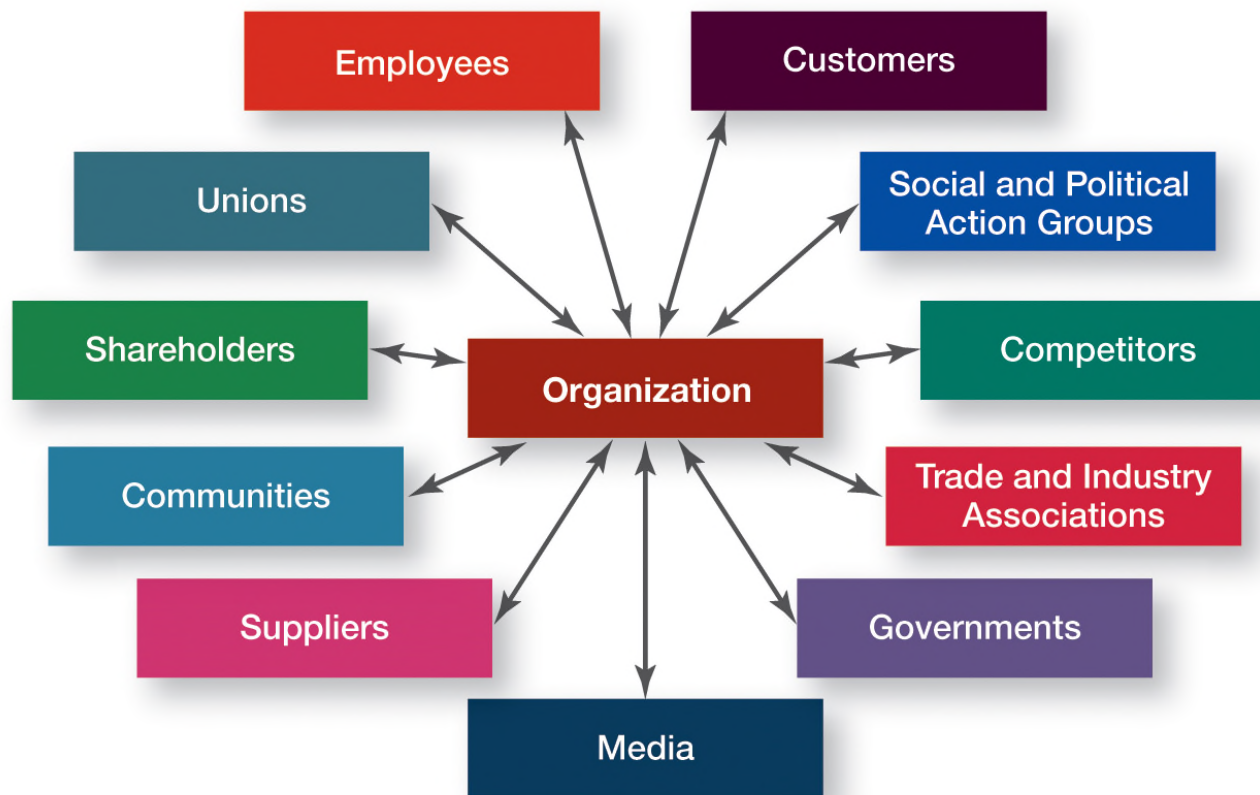 Employees
Customers
Unions
Social and Political
Action Groups
Shareholders
Organization
Competitors
Communities
Trade and Industry
Associations
Suppliers
Governments
Media